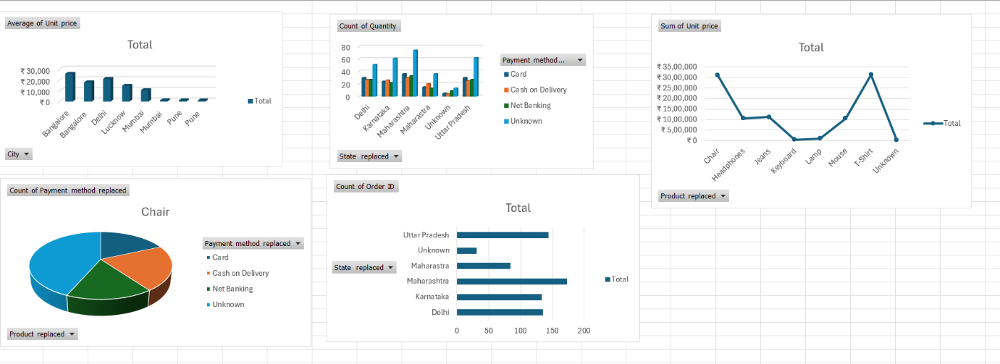 Average of Unit price
Total
₹ 30,000
₹ 20,000
₹ 10,000
₹ 0
Bangalore
Bangalore
Delhi
Lucknow
Mumbai
Mumbai
Pune
Pune
Total
City
Count of Quantity
80
60
40
20
0
Delhi
Karnataka
Maharashtra
Maharastra
Unknown
Uttar Pradesh
Payment method...
Card
Cash on Delivery
Net Banking
Unknown
State replaced
Sum of Unit price
Total
₹ 35,00,000
₹ 30,00,000
₹ 25,00,000
₹ 20,00,000
₹ 15,00,000
₹ 10,00,000
₹ 5,00,000
₹ 0
Chair
Headphones
Jeans
Keyboard
Lamp
Mouse
T-Shirt
Unknown
Total
Product replaced
Count of Payment method replaced
Chair
Payment method replaced
Card
Cash on Delivery
Net Banking
Unknown
Product replaced
Count of Order ID
Total
Uttar Pradesh
Unknown
Maharastra
Maharashtra
Karnataka
Delhi
0 50 100 150 200
State replaced
Total